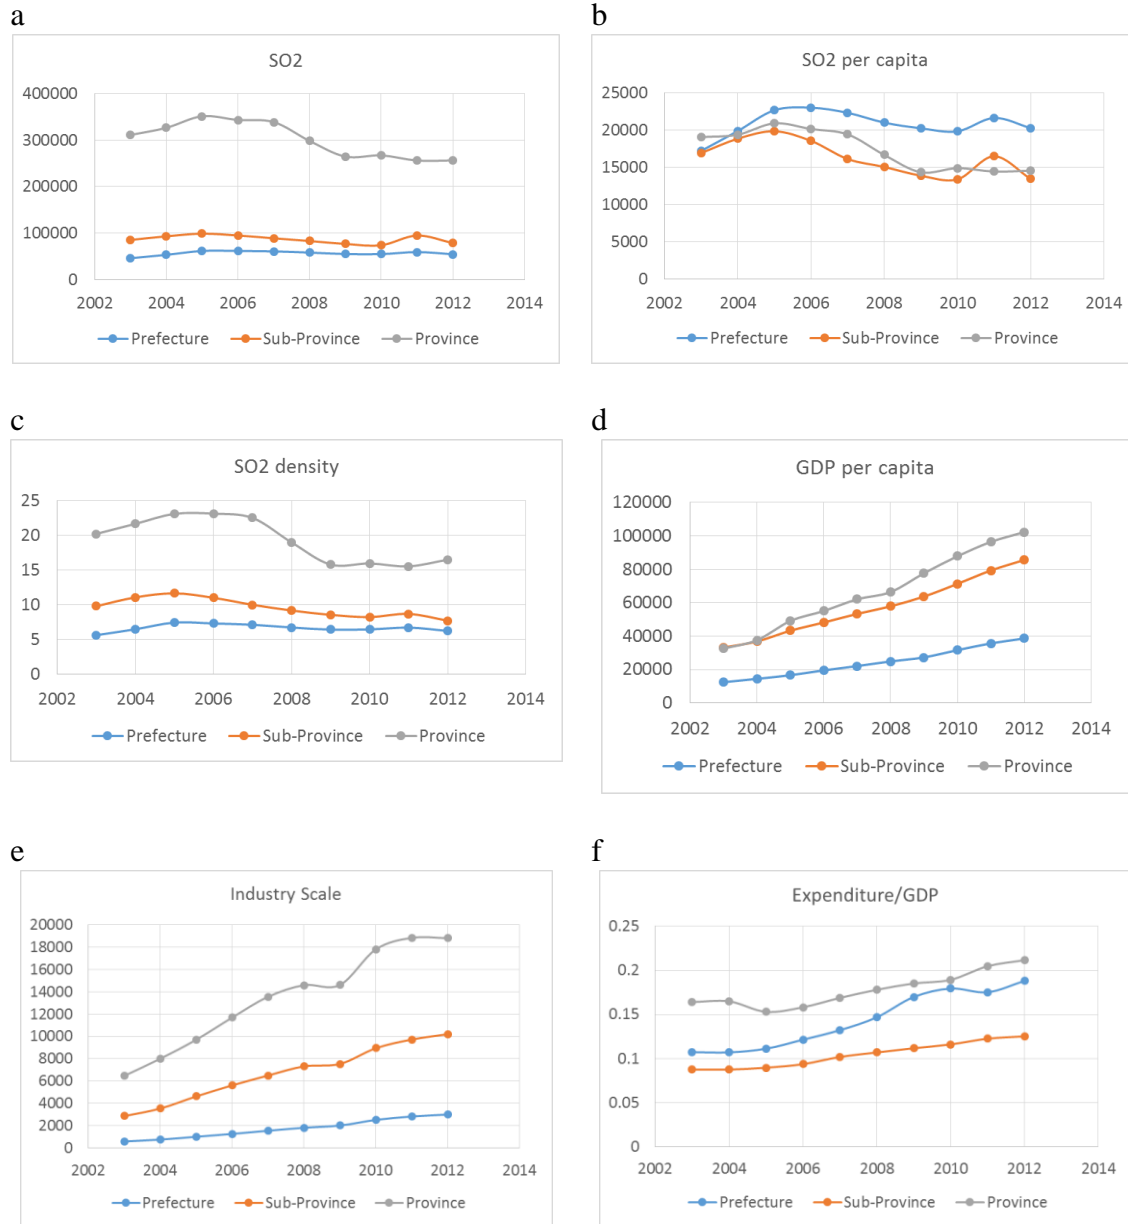 a
SO2
400000
300000
200000
100000
0
2002 2004 2006 2008 2010 2012 2014
Prefecture Sub-Province Province
b
SO2 per capita
25000
20000
15000
10000
5000
0
2002 2004 2006 2008 2010 2012 2014
Prefecture Sub-Province Province
c
SO2 density
25
20
15
10
5
0
2002 2004 2006 2008 2010 2012 2014
Prefecture Sub-Province Province
d
GDP per capita
120000
100000
80000
60000
40000
20000
0
2002 2004 2006 2008 2010 2012 2014
Prefecture Sub-Province Province
e
Industry Scale
20000
18000
16000
14000
12000
10000
8000
6000
4000
2000
0
2002 2004 2006 2008 2010 2012 2014
Prefecture Sub-Province Province
f
Expenditure/GDP
0.25
0.2
0.15
0.1
0.05
0
2002 2004 2006 2008 2010 2012 2014
Prefecture Sub-Province Province